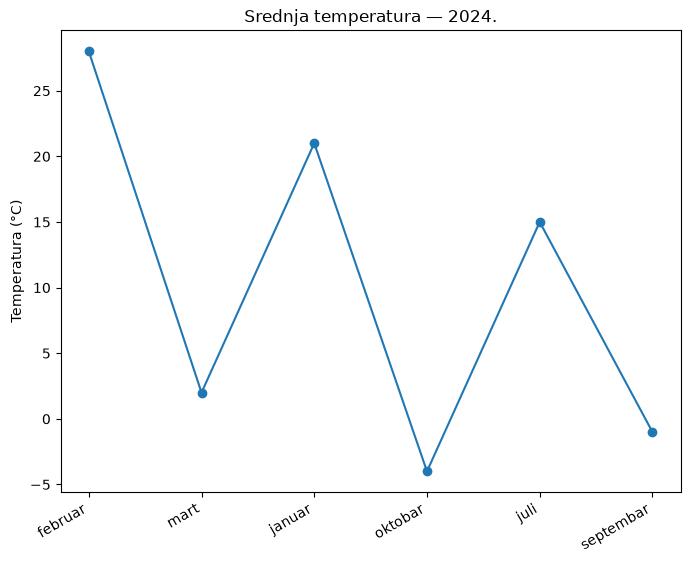 Srednja temperatura — 2024.
Temperatura (°C)
25
20
15
10
5
0
−5
februar
mart
januar
oktobar
juli
septembar